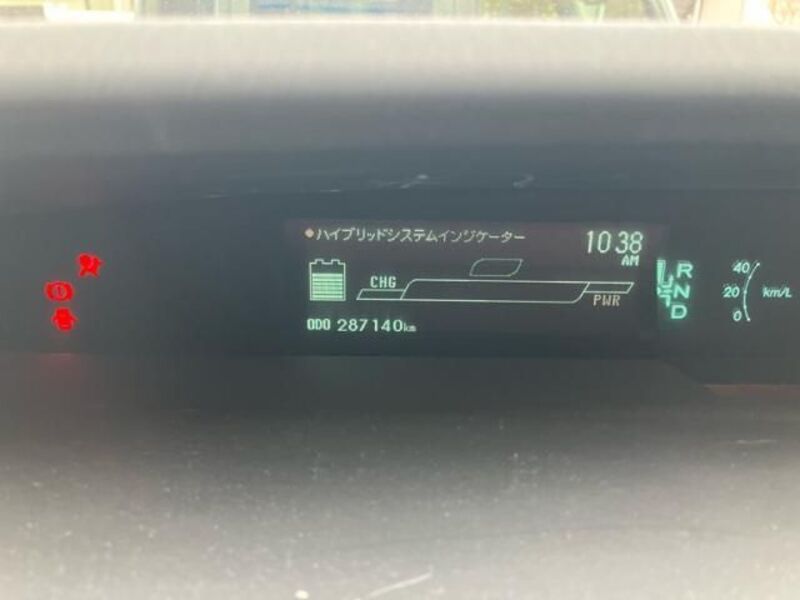 ●ハイブリッドシステムインジケーター
10:38
AM
CHG
PWR
ODO 287140km
R
N
D
40
20
0
km/L